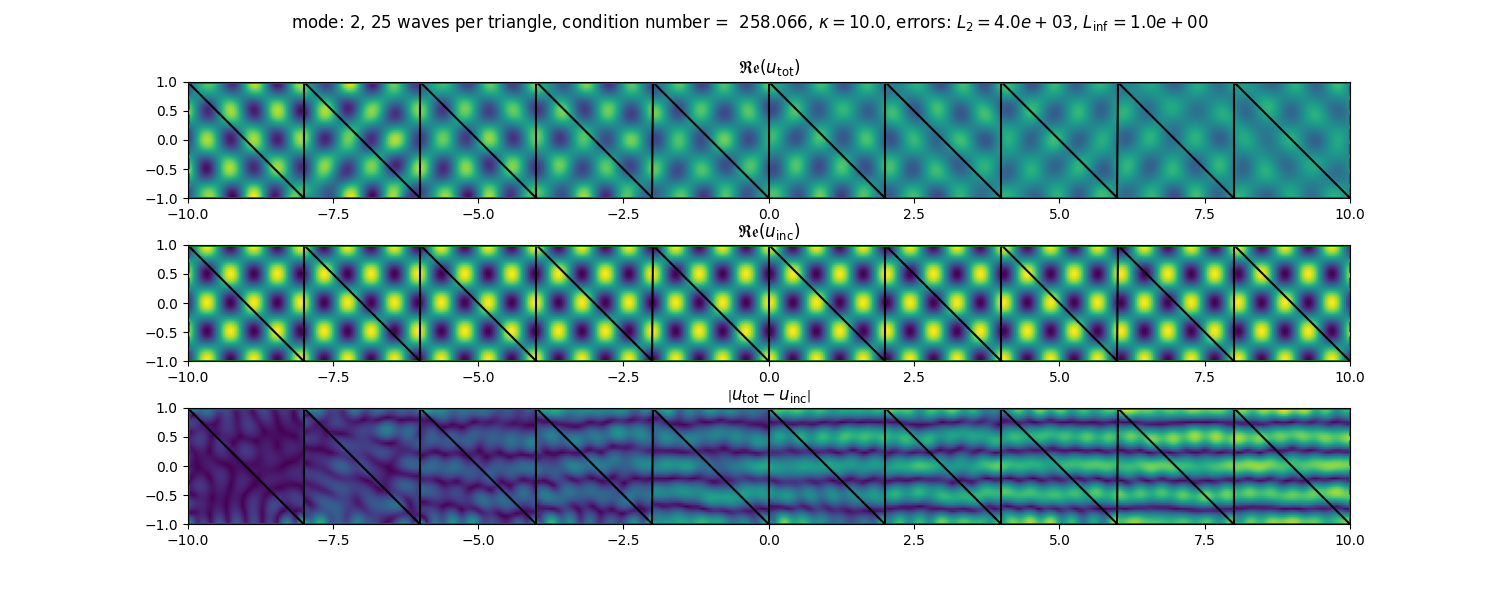 mode: 2, 25 waves per triangle, condition number =  258.066, κ = 10.0, errors: L₂ = 4.0e + 03, L_inf = 1.0e + 00
ℜ𝔢(u_tot)
1.0
0.5
0.0
−0.5
−1.0
−10.0 −7.5 −5.0 −2.5 0.0 2.5 5.0 7.5 10.0
ℜ𝔢(u_inc)
1.0
0.5
0.0
−0.5
−1.0
−10.0 −7.5 −5.0 −2.5 0.0 2.5 5.0 7.5 10.0
|u_tot − u_inc|
1.0
0.5
0.0
−0.5
−1.0
−10.0 −7.5 −5.0 −2.5 0.0 2.5 5.0 7.5 10.0